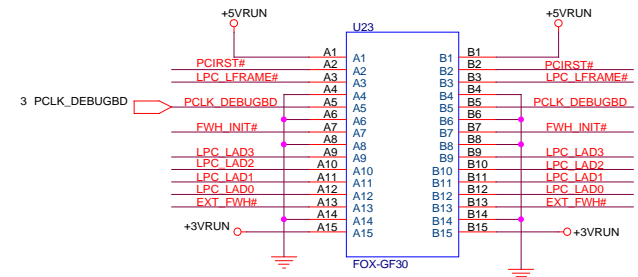 +5VRUN +5VRUN
U23
A1 A1 B1 B1
PCIRST# A2 A2 B2 B2 PCIRST#
LPC_LFRAME# A3 A3 B3 B3 LPC_LFRAME#
A4 A4 B4 B4
3 PCLK_DEBUGBD PCLK_DEBUGBD A5 A5 B5 B5 PCLK_DEBUGBD
A6 A6 B6 B6
FWH_INIT# A7 A7 B7 B7 FWH_INIT#
A8 A8 B8 B8
LPC_LAD3 A9 A9 B9 B9 LPC_LAD3
LPC_LAD2 A10 A10 B10 B10 LPC_LAD2
LPC_LAD1 A11 A11 B11 B11 LPC_LAD1
LPC_LAD0 A12 A12 B12 B12 LPC_LAD0
EXT_FWH# A13 A13 B13 B13 EXT_FWH#
A14 A14 B14 B14
+3VRUN A15 A15 B15 B15 +3VRUN
FOX-GF30